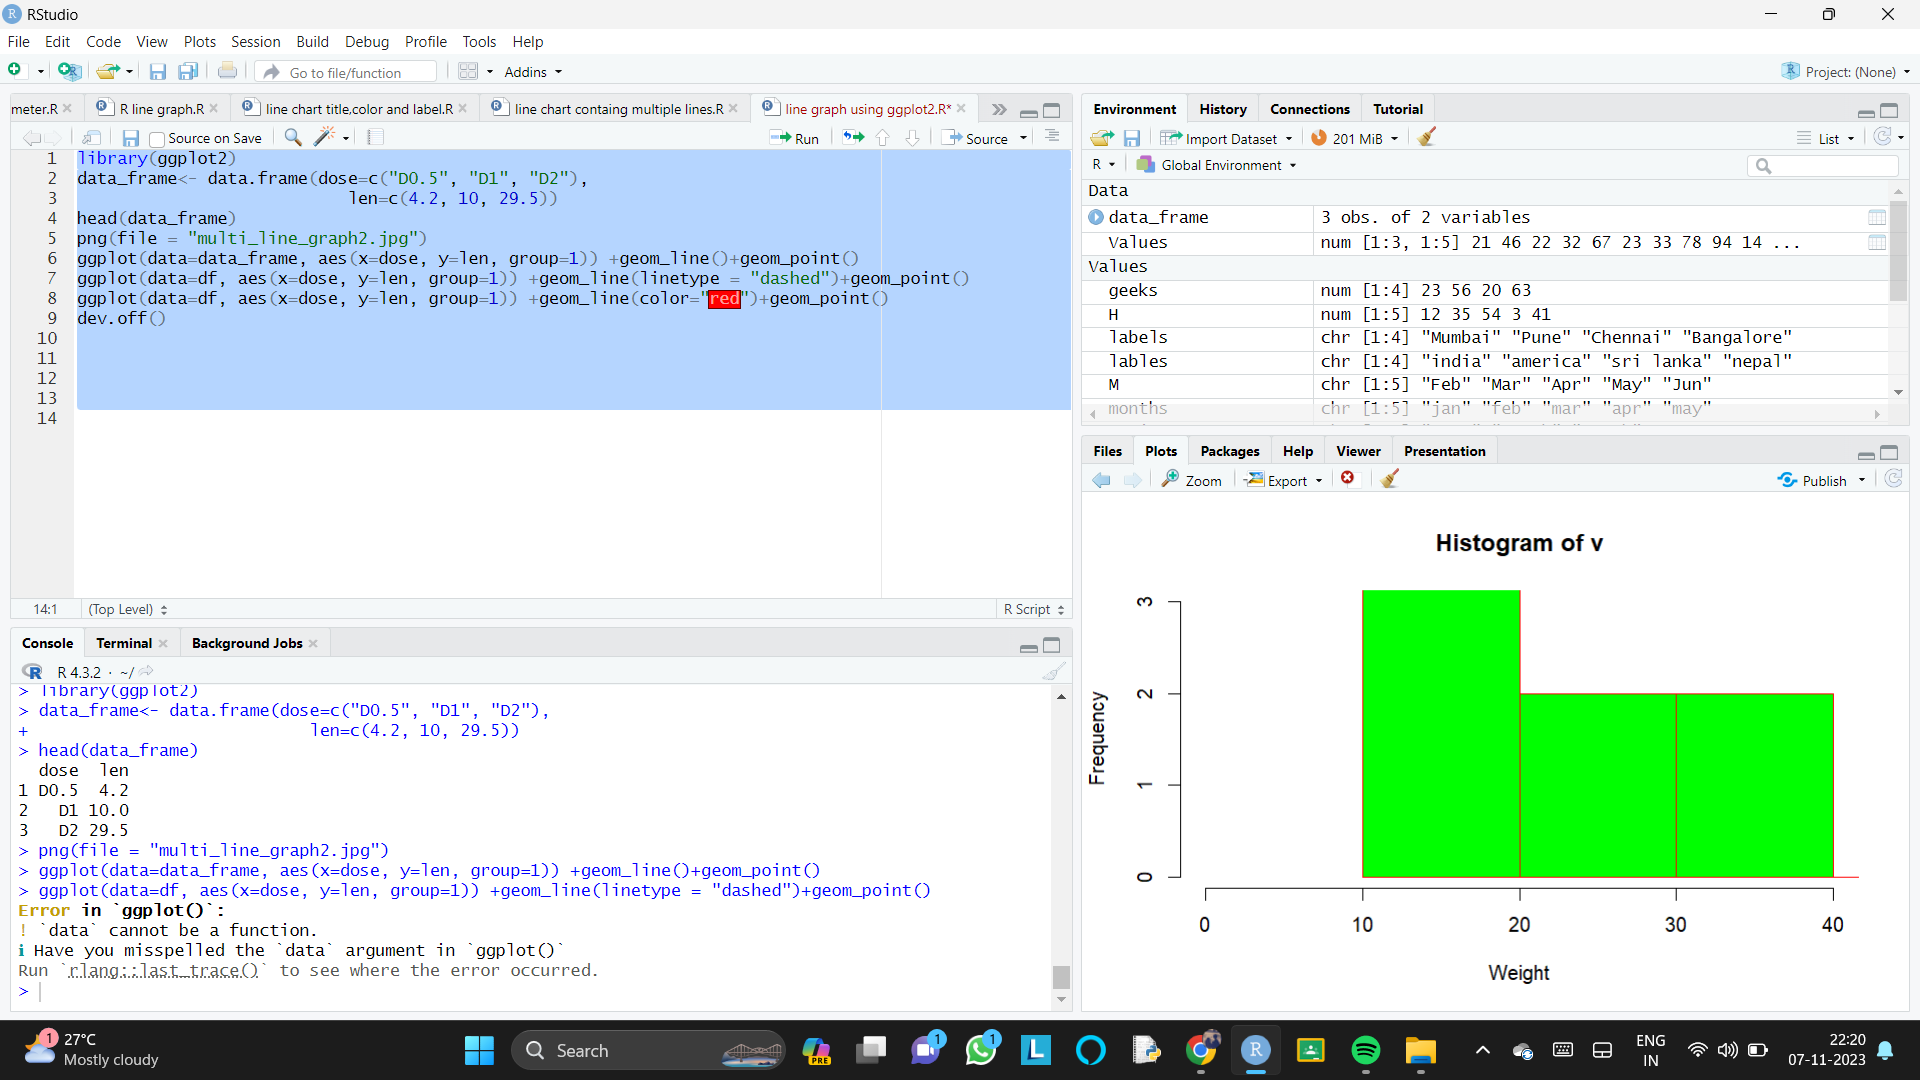 RStudio
File Edit Code View Plots Session Build Debug Profile Tools Help
Go to file/function Addins Project: (None)
meter.R R line graph.R line chart title,color and label.R line chart containg multiple lines.R line graph using ggplot2.R*
Source on Save Run Source
1 library(ggplot2)
2 data_frame<- data.frame(dose=c("D0.5", "D1", "D2"),
3 len=c(4.2, 10, 29.5))
4 head(data_frame)
5 png(file = "multi_line_graph2.jpg")
6 ggplot(data=data_frame, aes(x=dose, y=len, group=1)) +geom_line()+geom_point()
7 ggplot(data=df, aes(x=dose, y=len, group=1)) +geom_line(linetype = "dashed")+geom_point()
8 ggplot(data=df, aes(x=dose, y=len, group=1)) +geom_line(color="red")+geom_point()
9 dev.off()
10
11
12
13
14
14:1 (Top Level) R Script
Console Terminal Background Jobs
R 4.3.2 · ~/
> library(ggplot2)
> data_frame<- data.frame(dose=c("D0.5", "D1", "D2"),
+ len=c(4.2, 10, 29.5))
> head(data_frame)
dose len
1 D0.5 4.2
2 D1 10.0
3 D2 29.5
> png(file = "multi_line_graph2.jpg")
> ggplot(data=data_frame, aes(x=dose, y=len, group=1)) +geom_line()+geom_point()
> ggplot(data=df, aes(x=dose, y=len, group=1)) +geom_line(linetype = "dashed")+geom_point()
Error in `ggplot()`:
! `data` cannot be a function.
i Have you misspelled the `data` argument in `ggplot()`
Run `rlang::last_trace()` to see where the error occurred.
>
Environment History Connections Tutorial
Import Dataset 201 MiB List
R Global Environment
Data
data_frame 3 obs. of 2 variables
Values num [1:3, 1:5] 21 46 22 32 67 23 33 78 94 14 ...
Values
geeks num [1:4] 23 56 20 63
H num [1:5] 12 35 54 3 41
labels chr [1:4] "Mumbai" "Pune" "Chennai" "Bangalore"
lables chr [1:4] "india" "america" "sri lanka" "nepal"
M chr [1:5] "Feb" "Mar" "Apr" "May" "Jun"
months chr [1:5] "jan" "feb" "mar" "apr" "may"
Files Plots Packages Help Viewer Presentation
Zoom Export Publish
Histogram of v
Frequency
3
2
1
0
0 10 20 30 40
Weight
1 27°C
Mostly cloudy
Search
PRE
1
1
L
R
ENG
IN
22:20
07-11-2023